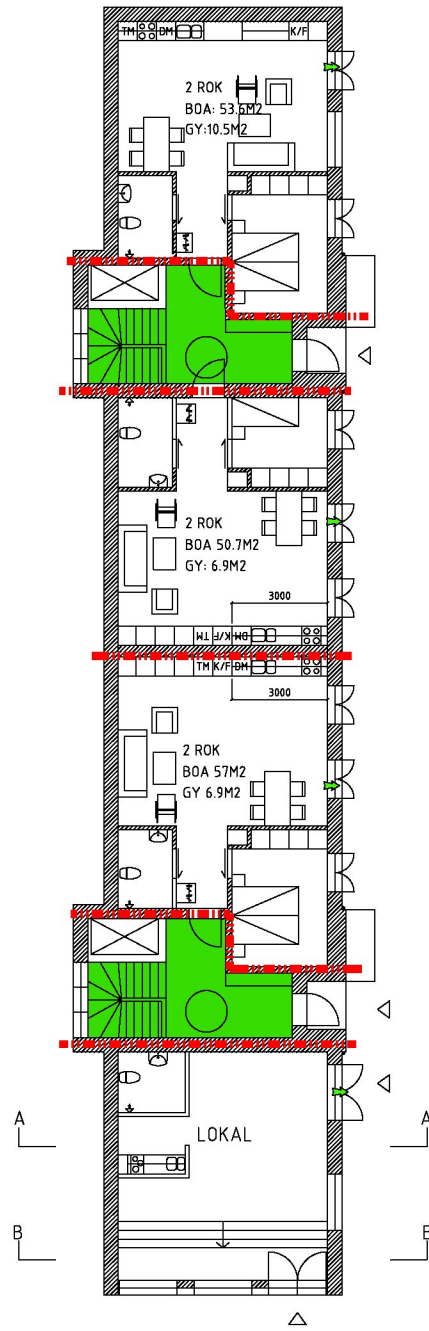 TM DM K/F
2 ROK
BOA: 53.6M2
GY:10.5M2
2 ROK
BOA 50.7M2
GY: 6.9M2
3000
DM K/F TM
TM K/F DM
3000
2 ROK
BOA 57M2
GY 6.9M2
A A
LOKAL
B B